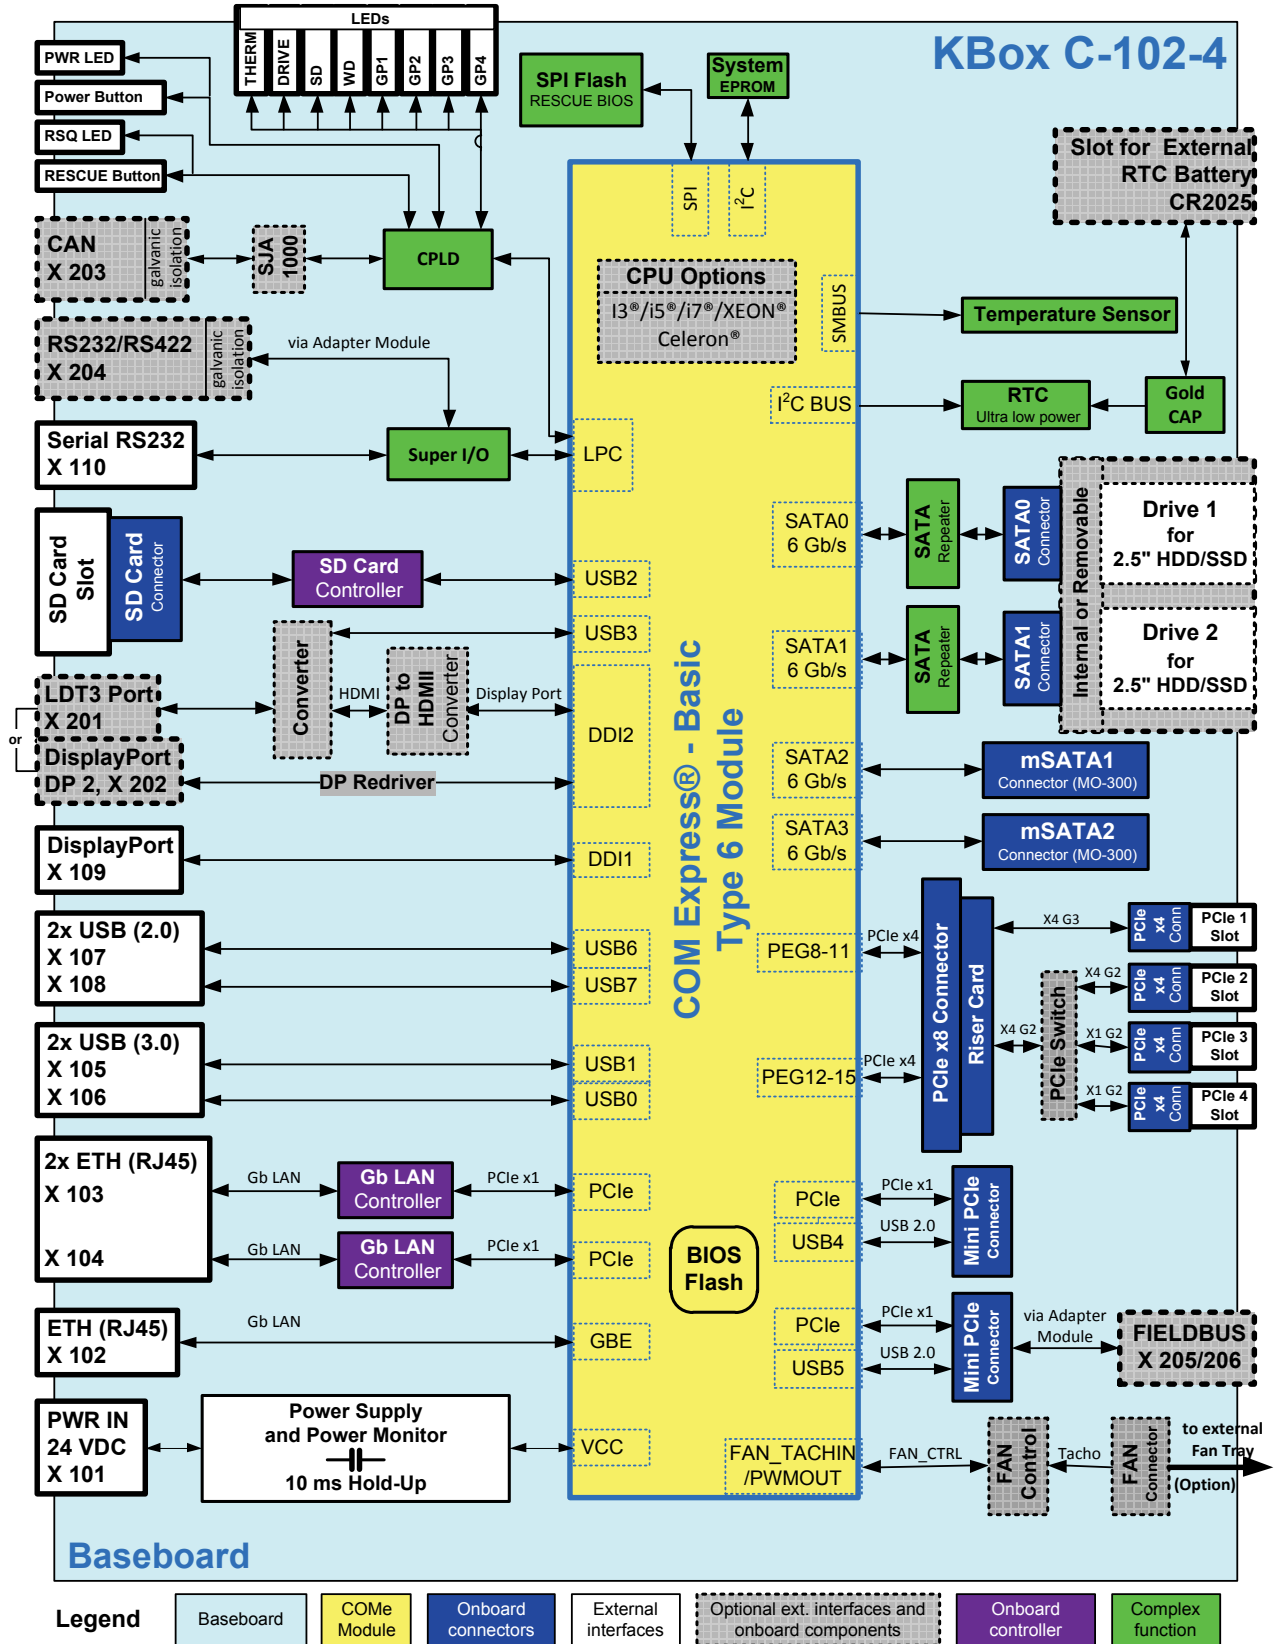 LEDs
THERM
DRIVE
SD
WD
GP1
GP2
GP3
GP4
KBox C-102-4
PWR LED
Power Button
RSQ LED
RESCUE Button
SPI Flash
RESCUE BIOS
System
EPROM
Slot for External
RTC Battery
CR2025
CAN
X 203
galvanic
isolation
SJA
1000
CPLD
SPI
I²C
CPU Options
I3®/i5®/i7®/XEON®
Celeron®
SMBUS
Temperature Sensor
RS232/RS422
X 204
galvanic
isolation
via Adapter Module
I²C BUS
RTC
Ultra low power
Gold
CAP
Serial RS232
X 110
Super I/O
LPC
SATA0
6 Gb/s
SATA
Repeater
SATA0
Connector
Internal or Removable
Drive 1
for
2.5" HDD/SSD
SD Card
Slot
SD Card
Connector
SD Card
Controller
USB2
USB3
SATA1
6 Gb/s
SATA
Repeater
SATA1
Connector
Drive 2
for
2.5" HDD/SSD
LDT3 Port
X 201
or
DisplayPort
DP 2, X 202
Converter
HDMI
DP to
HDMII
Converter
Display Port
DDI2
DP Redriver
COM Express® - Basic
Type 6 Module
SATA2
6 Gb/s
mSATA1
Connector (MO-300)
SATA3
6 Gb/s
mSATA2
Connector (MO-300)
DisplayPort
X 109
DDI1
2x USB (2.0)
X 107
X 108
USB6
USB7
PEG8-11
PCIe x4
PCIe x8 Connector
Riser Card
X4 G3
PCIe
x4
Conn
PCIe 1
Slot
X4 G2
PCIe
x4
Conn
PCIe 2
Slot
X4 G2
PCIe Switch
X1 G2
PCIe
x4
Conn
PCIe 3
Slot
X1 G2
PCIe
x4
Conn
PCIe 4
Slot
2x USB (3.0)
X 105
X 106
USB1
USB0
PEG12-15
PCIe x4
2x ETH (RJ45)
X 103
X 104
Gb LAN
Gb LAN
Controller
PCIe x1
PCIe
Gb LAN
Gb LAN
Controller
PCIe x1
PCIe
PCIe
USB4
PCIe x1
USB 2.0
Mini PCIe
Connector
BIOS
Flash
ETH (RJ45)
X 102
Gb LAN
GBE
PCIe
USB5
PCIe x1
USB 2.0
Mini PCIe
Connector
via Adapter
Module
FIELDBUS
X 205/206
PWR IN
24 VDC
X 101
Power Supply
and Power Monitor
10 ms Hold-Up
VCC
FAN_TACHIN
/PWMOUT
FAN_CTRL
FAN
Control
Tacho
FAN
Connector
to external
Fan Tray
(Option)
Baseboard
Legend
Baseboard
COMe
Module
Onboard
connectors
External
interfaces
Optional ext. interfaces and
onboard components
Onboard
controller
Complex
function